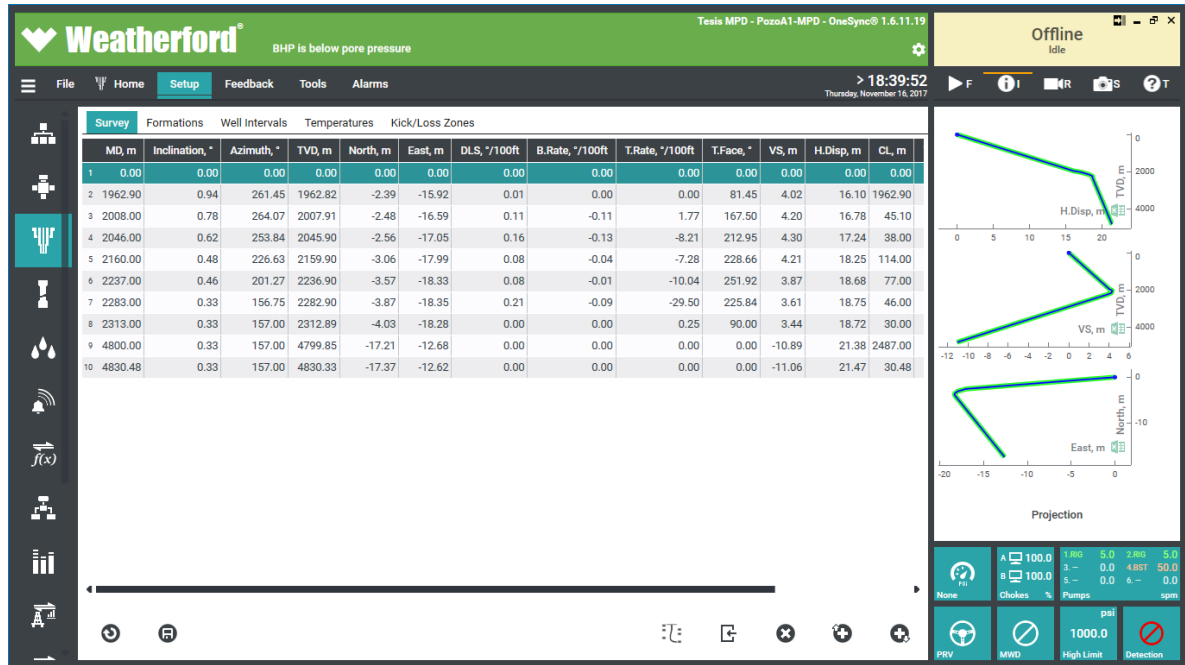 Tesis MPD - PozoA1-MPD - OneSync® 1.6.11.19
Weatherford®
BHP is below pore pressure
Offline
Idle
File Home Setup Feedback Tools Alarms
> 18:39:52
Thursday, November 16, 2017
F I R S T
Survey Formations Well Intervals Temperatures Kick/Loss Zones
MD, m Inclination, ° Azimuth, ° TVD, m North, m East, m DLS, °/100ft B.Rate, °/100ft T.Rate, °/100ft T.Face, ° VS, m H.Disp, m CL, m
1 0.00 0.00 0.00 0.00 0.00 0.00 0.00 0.00 0.00 0.00 0.00 0.00 0.00
2 1962.90 0.94 261.45 1962.82 -2.39 -15.92 0.01 0.00 0.00 81.45 4.02 16.10 1962.90
3 2008.00 0.78 264.07 2007.91 -2.48 -16.59 0.11 -0.11 1.77 167.50 4.20 16.78 45.10
4 2046.00 0.62 253.84 2045.90 -2.56 -17.05 0.16 -0.13 -8.21 212.95 4.30 17.24 38.00
5 2160.00 0.48 226.63 2159.90 -3.06 -17.99 0.08 -0.04 -7.28 228.66 4.21 18.25 114.00
6 2237.00 0.46 201.27 2236.90 -3.57 -18.33 0.08 -0.01 -10.04 251.92 3.87 18.68 77.00
7 2283.00 0.33 156.75 2282.90 -3.87 -18.35 0.21 -0.09 -29.50 225.84 3.61 18.75 46.00
8 2313.00 0.33 157.00 2312.89 -4.03 -18.28 0.00 0.00 0.25 90.00 3.44 18.72 30.00
9 4800.00 0.33 157.00 4799.85 -17.21 -12.68 0.00 0.00 0.00 0.00 -10.89 21.38 2487.00
10 4830.48 0.33 157.00 4830.33 -17.37 -12.62 0.00 0.00 0.00 0.00 -11.06 21.47 30.48
f(x)
0
2000
4000
TVD, m
H.Disp, m
0 5 10 15 20
0
2000
4000
TVD, m
VS, m
-12 -10 -8 -6 -4 -2 0 2 4 6
0
-10
North, m
East, m
-20 -15 -10 -5 0
Projection
PSI
None
A 100.0
B 100.0
Chokes %
1.RIG 5.0 2.RIG 5.0
3. -- 0.0 4.BST 50.0
5. -- 0.0 6. -- 0.0
Pumps spm
PRV
MWD
psi
1000.0
High Limit
Detection